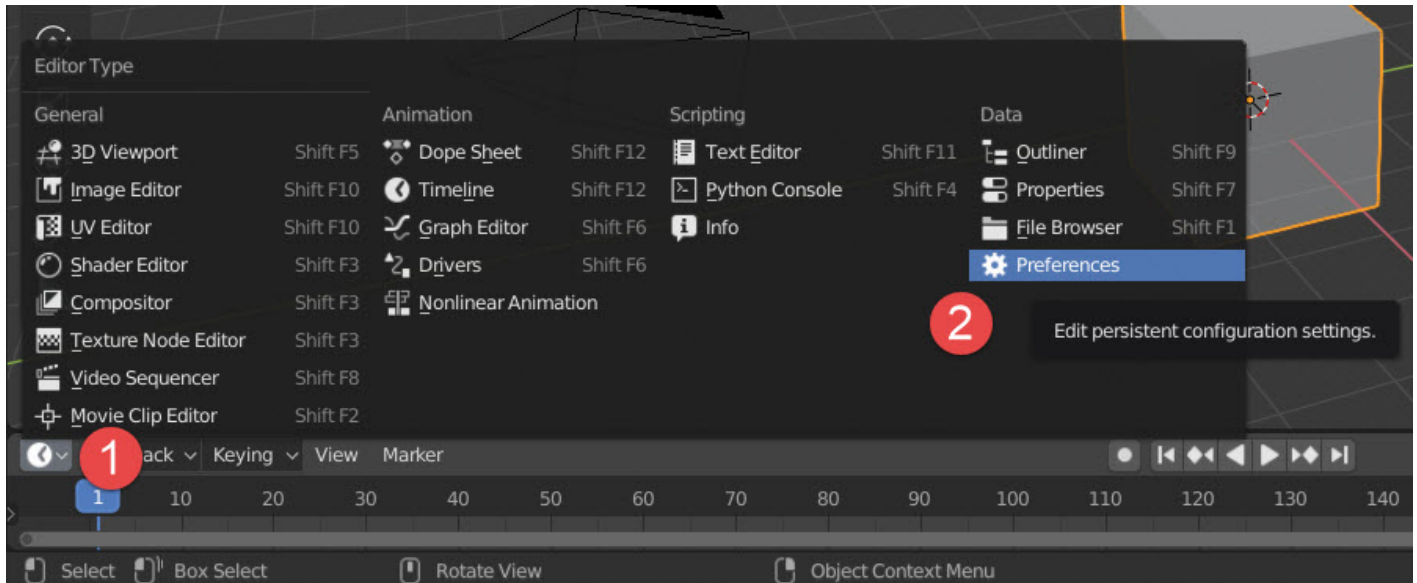 Editor Type
General
3D Viewport Shift F5
Image Editor Shift F10
UV Editor Shift F10
Shader Editor Shift F3
Compositor Shift F3
Texture Node Editor Shift F3
Video Sequencer Shift F8
Movie Clip Editor Shift F2
Animation
Dope Sheet Shift F12
Timeline Shift F12
Graph Editor Shift F6
Drivers Shift F6
Nonlinear Animation
Scripting
Text Editor Shift F11
Python Console Shift F4
Info
Data
Outliner Shift F9
Properties Shift F7
File Browser Shift F1
Preferences
2
Edit persistent configuration settings.
1 ack Keying View Marker
1 10 20 30 40 50 60 70 80 90 100 110 120 130 140
Select Box Select Rotate View Object Context Menu